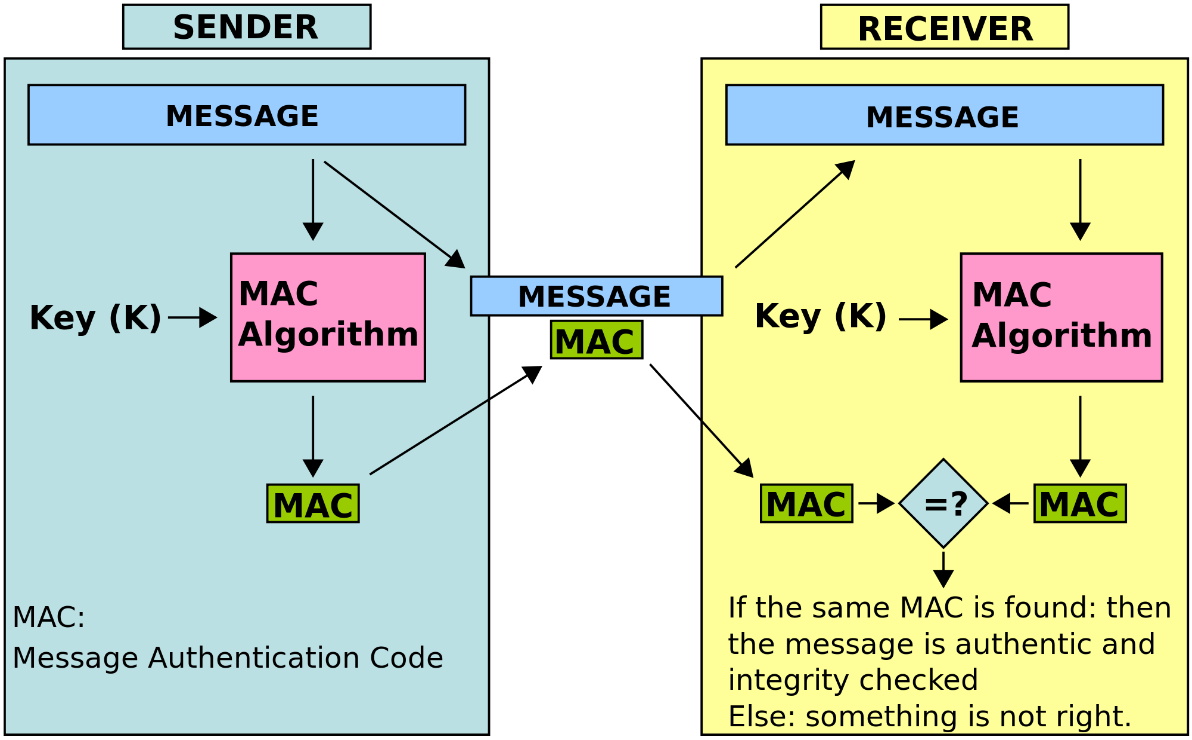 SENDER
MESSAGE
Key (K)
MAC
Algorithm
MAC
MAC:
Message Authentication Code
MESSAGE
MAC
RECEIVER
MESSAGE
Key (K)
MAC
Algorithm
MAC
=?
MAC
If the same MAC is found: then
the message is authentic and
integrity checked
Else: something is not right.